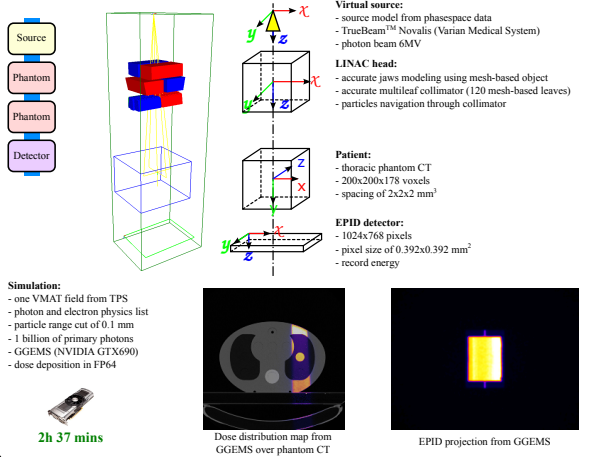 Source
Phantom
Phantom
Detector
x
y
z
x
y
z
z
x
y
x
y
z
Virtual source:
- source model from phasespace data
- TrueBeam™ Novalis (Varian Medical System)
- photon beam 6MV
LINAC head:
- accurate jaws modeling using mesh-based object
- accurate multileaf collimator (120 mesh-based leaves)
- particles navigation through collimator
Patient:
- thoracic phantom CT
- 200x200x178 voxels
- spacing of 2x2x2 mm³
EPID detector:
- 1024x768 pixels
- pixel size of 0.392x0.392 mm²
- record energy
Simulation:
- one VMAT field from TPS
- photon and electron physics list
- particle range cut of 0.1 mm
- 1 billion of primary photons
- GGEMS (NVIDIA GTX690)
- dose deposition in FP64
2h 37 mins
Dose distribution map from
GGEMS over phantom CT
EPID projection from GGEMS